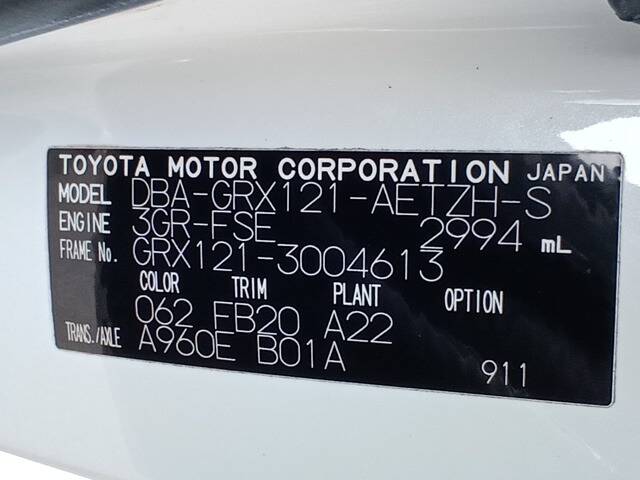 TOYOTA MOTOR CORPORATION JAPAN
MODEL DBA-GRX121-AETZH-S
ENGINE 3GR-FSE 2994 mL
FRAME No. GRX121-3004613
COLOR TRIM PLANT OPTION
062 FB20 A22
TRANS./AXLE A960E B01A
911